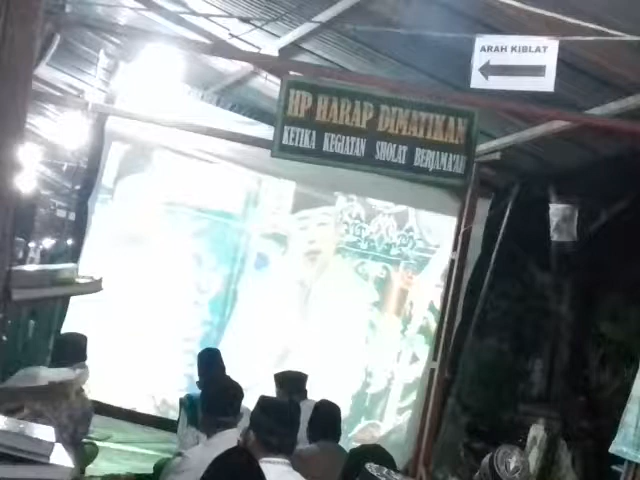 ARAH KIBLAT
HP HARAP DIMATIKAN
KETIKA KEGIATAN SHOLAT BERJAMA'AH